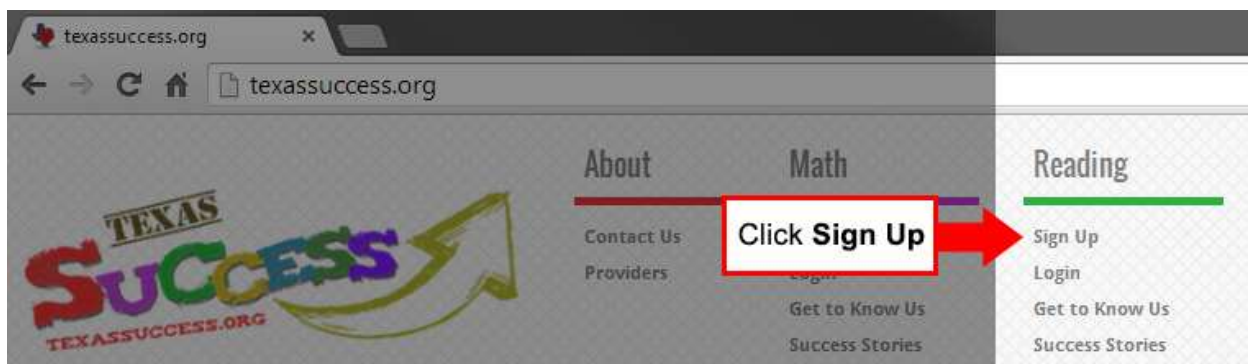 texassuccess.org
texassuccess.org
TEXAS
SUCCESS
TEXASSUCCESS.ORG
About
Contact Us
Providers
Math
Click Sign Up
Login
Get to Know Us
Success Stories
Reading
Sign Up
Login
Get to Know Us
Success Stories